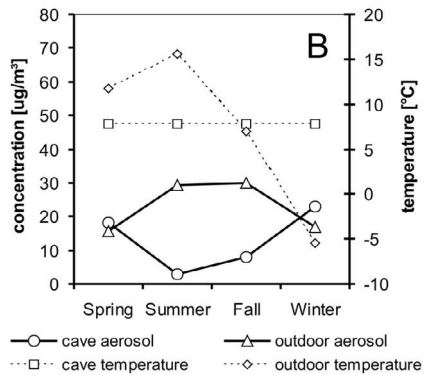 B
concentration [ug/m³]
80
70
60
50
40
30
20
10
0
temperature [°C]
20
15
10
5
0
-5
-10
Spring Summer Fall Winter
cave aerosol outdoor aerosol
cave temperature outdoor temperature